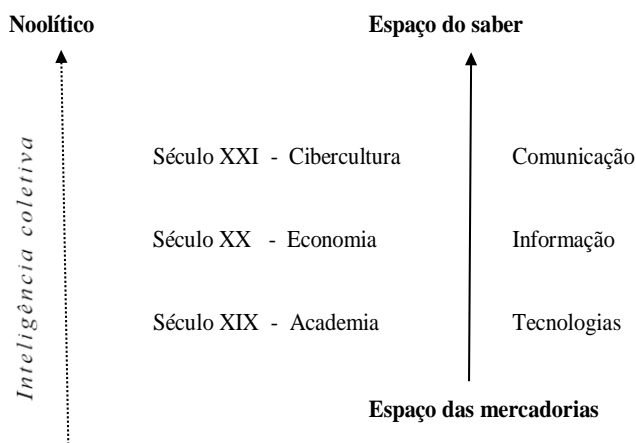 Noolítico Espaço do saber
Inteligência coletiva
Século XXI - Cibercultura Comunicação
Século XX - Economia Informação
Século XIX - Academia Tecnologias
Espaço das mercadorias